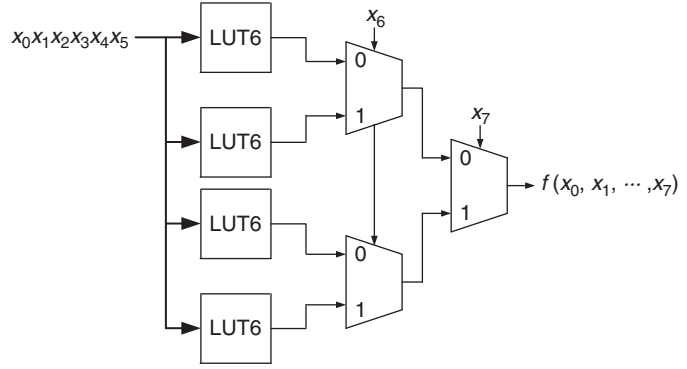 x₀x₁x₂x₃x₄x₅
LUT6
LUT6
LUT6
LUT6
x₆
0
1
0
1
x₇
0
1
f (x₀, x₁, ⋯ ,x₇)